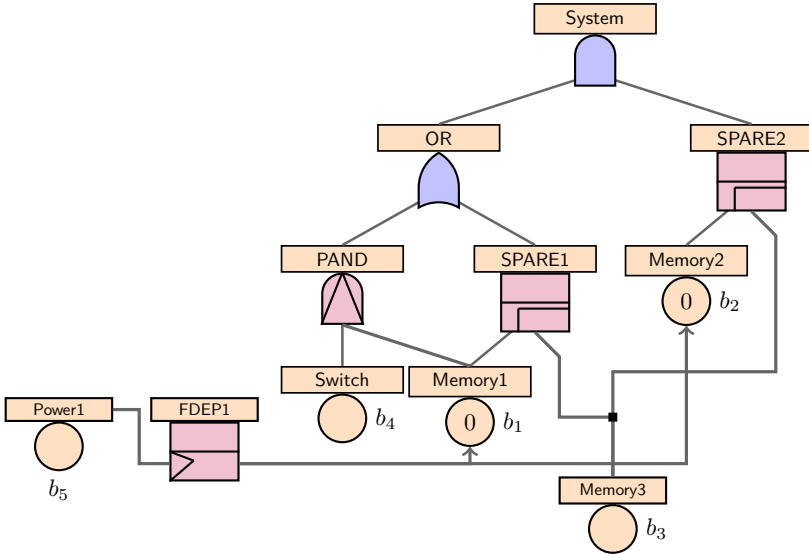 System
OR
SPARE2
PAND
SPARE1
Memory2
0
b₂
Switch
Memory1
b₄
0
b₁
Power1
FDEP1
b₅
Memory3
b₃